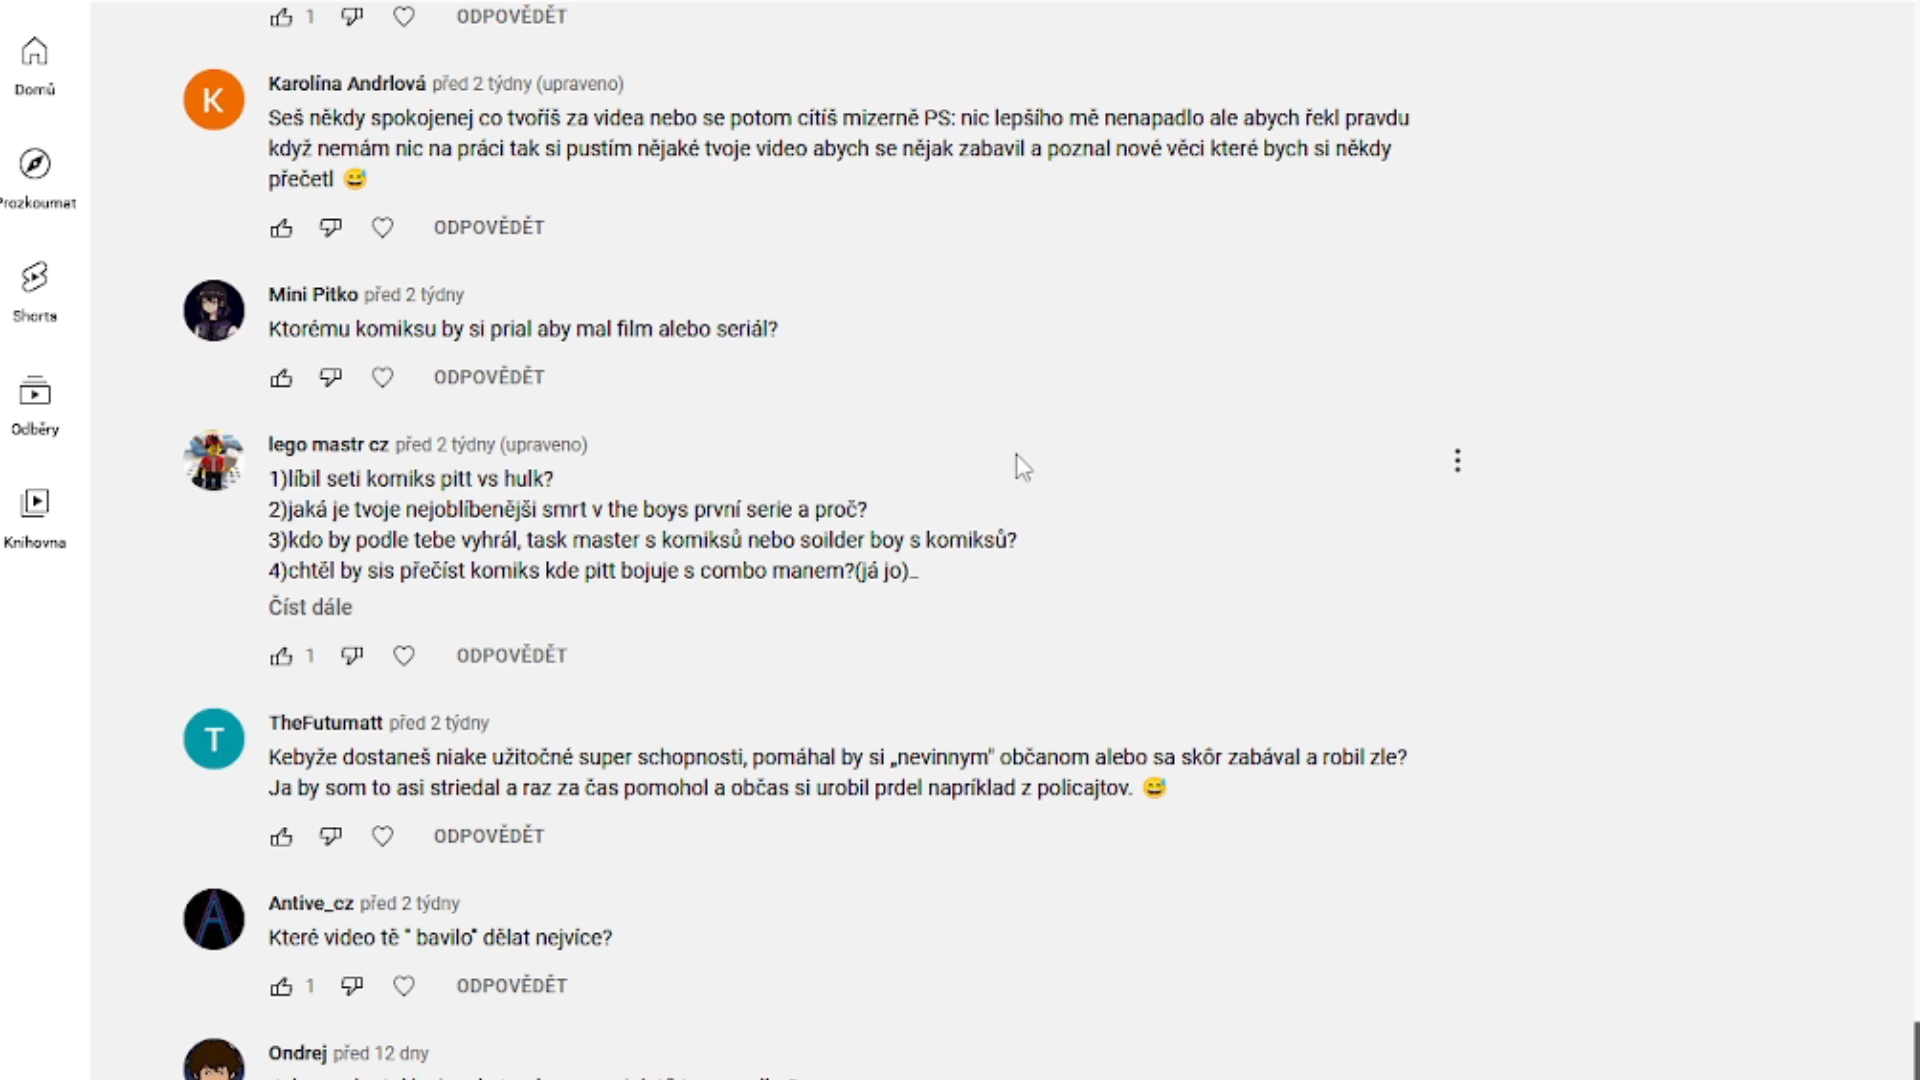 1 ODPOVĚDĚT
Domů
Prozkoumat
Shorts
Odběry
Knihovna
K
Karolína Andrlová před 2 týdny (upraveno)
Seš někdy spokojenej co tvoříš za videa nebo se potom cítíš mizerně PS: nic lepšího mě nenapadlo ale abych řekl pravdu
když nemám nic na práci tak si pustím nějaké tvoje video abych se nějak zabavil a poznal nové věci které bych si někdy
přečetl 😅
ODPOVĚDĚT
Mini Pitko před 2 týdny
Ktorému komiksu by si prial aby mal film alebo seriál?
ODPOVĚDĚT
lego mastr cz před 2 týdny (upraveno)
1)líbil seti komiks pitt vs hulk?
2)jaká je tvoje nejoblíbenějši smrt v the boys první serie a proč?
3)kdo by podle tebe vyhrál, task master s komiksů nebo soilder boy s komiksů?
4)chtěl by sis přečíst komiks kde pitt bojuje s combo manem?(já jo)_
Číst dále
1 ODPOVĚDĚT
T
TheFutumatt před 2 týdny
Kebyže dostaneš niake užitočné super schopnosti, pomáhal by si „nevinnym" občanom alebo sa skôr zabával a robil zle?
Ja by som to asi striedal a raz za čas pomohol a občas si urobil prdel napríklad z policajtov. 😅
ODPOVĚDĚT
A
Antive_cz před 2 týdny
Které video tě " bavilo" dělat nejvíce?
1 ODPOVĚDĚT
Ondrej před 12 dny